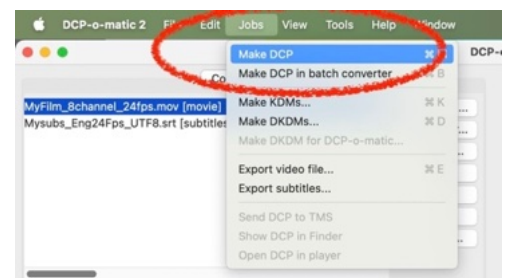 DCP-o-matic 2 File Edit Jobs View Tools Help Window
DCP-
Make DCP
Make DCP in batch converter ⌘ B
Co
MyFilm_8channel_24fps.mov [movie]
Mysubs_Eng24Fps_UTF8.srt [subtitles
Make KDMs... ⌘ K
Make DKDMs... ⌘ D
Make DKDM for DCP-o-matic...
Export video file... ⌘ E
Export subtitles...
Send DCP to TMS
Show DCP in Finder
Open DCP in player